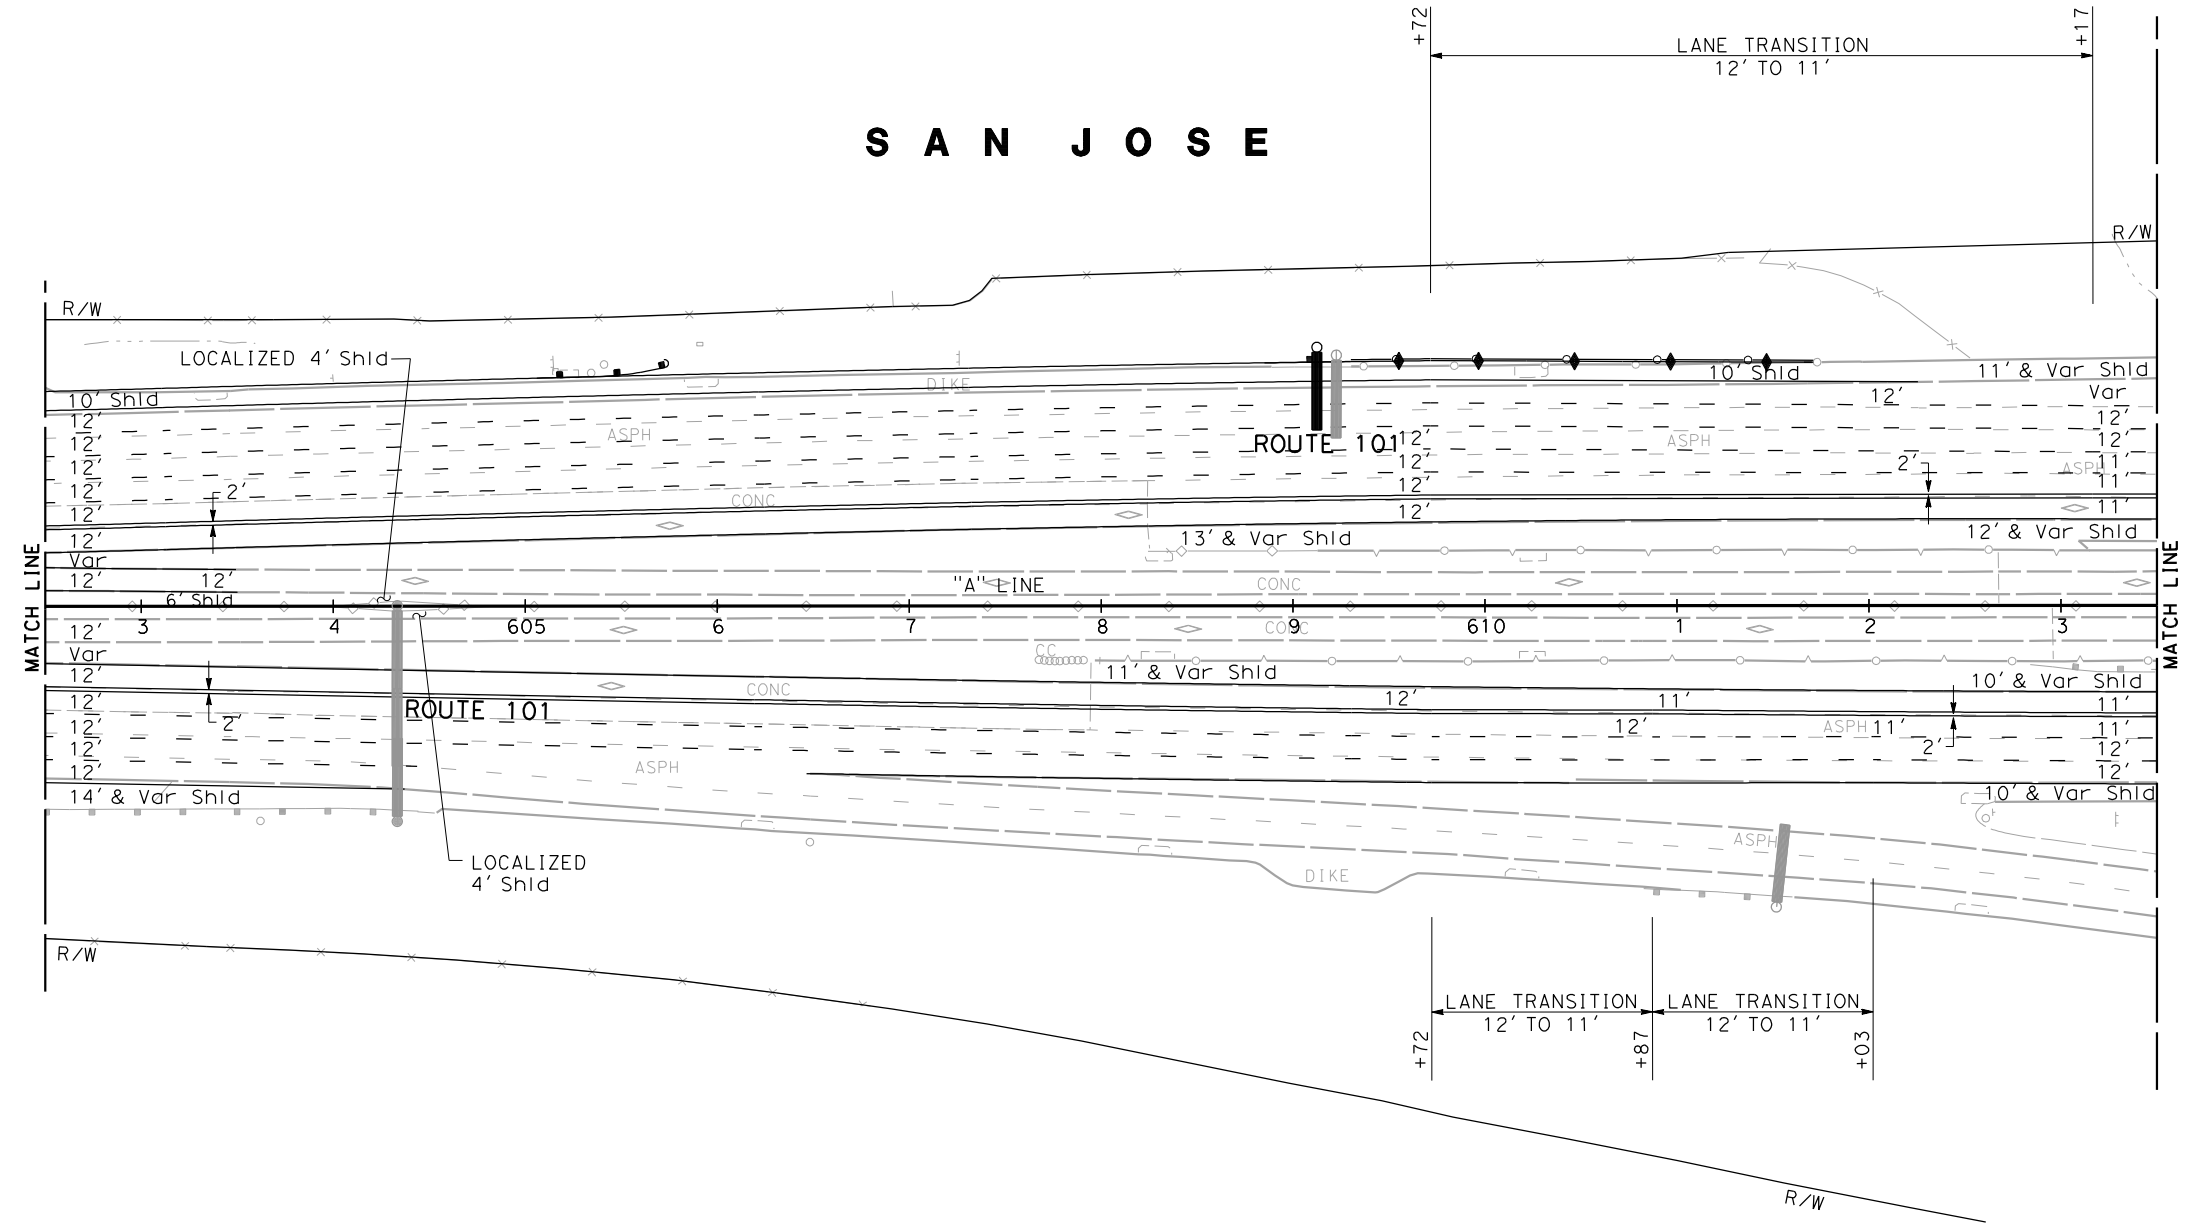 +72
+17
LANE TRANSITION
12' TO 11'
SAN JOSE
R/W
R/W
LOCALIZED 4' Shld
10' Shld
DIKE
10' Shld
11' & Var Shld
12'
Var
12'
12'
12'
12'
12'
12'
Var
12'
12'
6' Shld
2'
ASPH
CONC
ROUTE 101
12'
12'
12'
12'
ASPH
2'
ASPH
12'
12'
11'
11'
11'
13' & Var Shld
12' & Var Shld
"A" LINE
CONC
MATCH LINE
MATCH LINE
3
4
605
6
7
8
9
610
1
2
3
CONC
12'
Var
12'
12'
12'
12'
12'
14' & Var Shld
2'
ROUTE 101
CONC
ASPH
CC
11' & Var Shld
10' & Var Shld
12'
11'
11'
12'
ASPH
11'
2'
11'
12'
12'
10' & Var Shld
ASPH
LOCALIZED
4' Shld
DIKE
R/W
LANE TRANSITION
12' TO 11'
LANE TRANSITION
12' TO 11'
+72
+87
+03
R/W